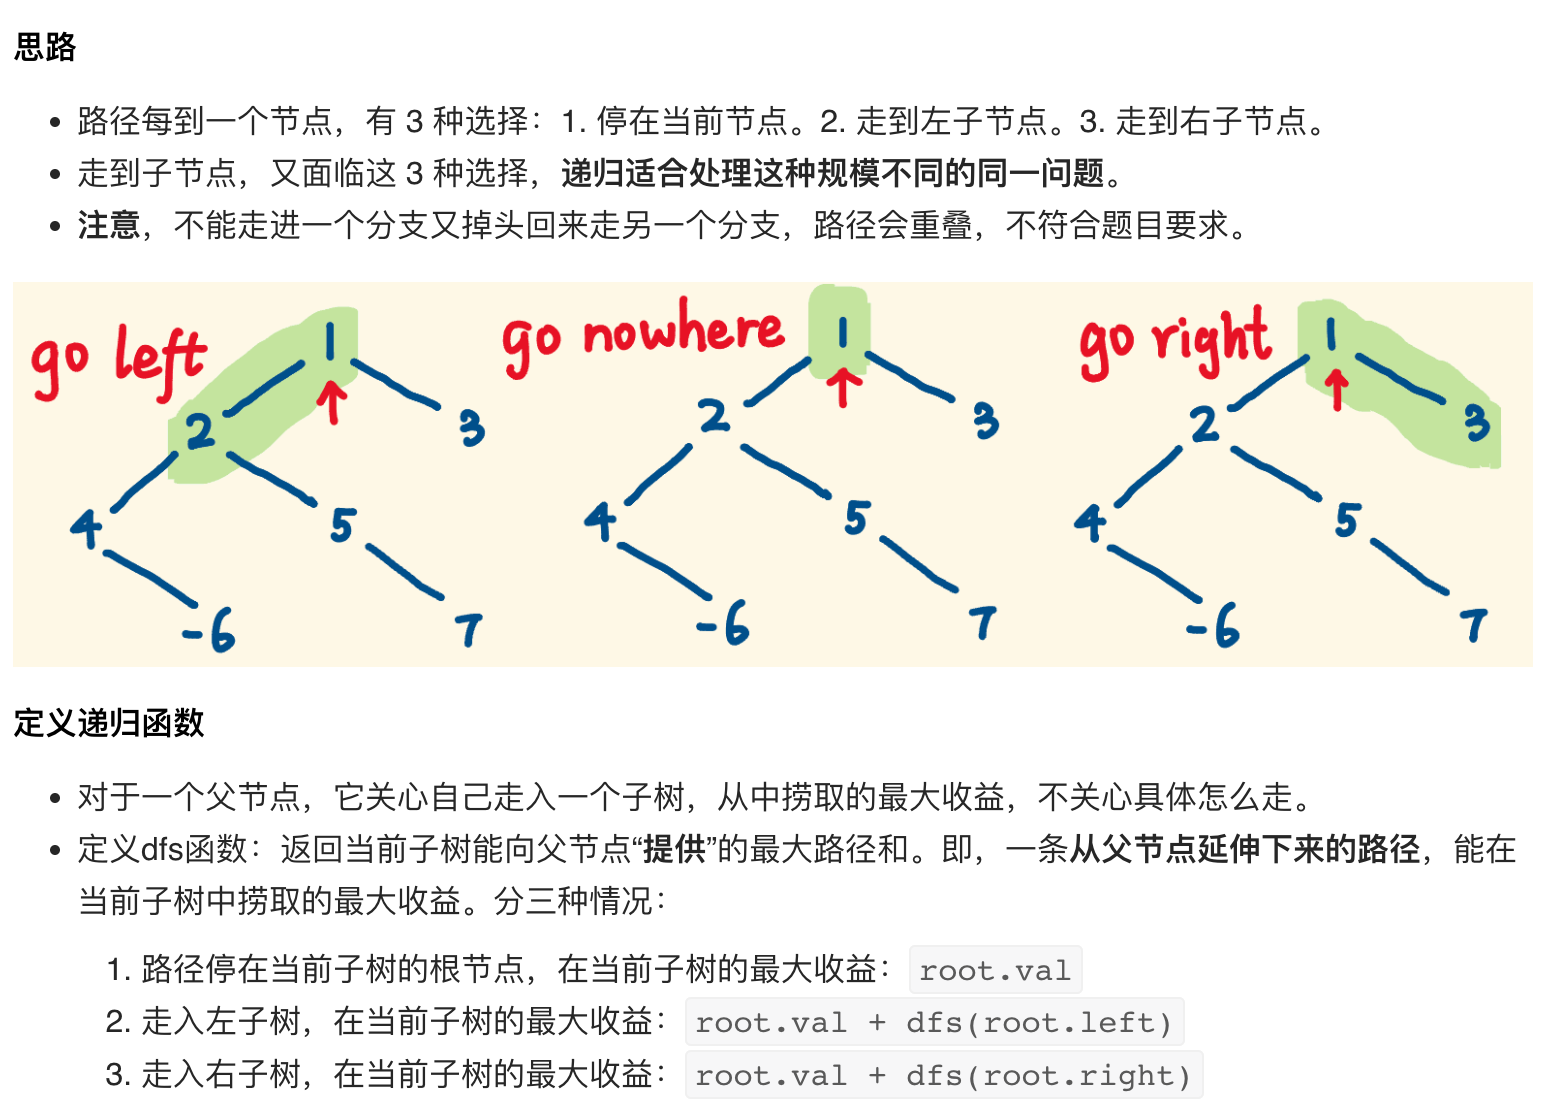 思路
路径每到一个节点，有 3 种选择：1. 停在当前节点。2. 走到左子节点。3. 走到右子节点。
走到子节点，又面临这 3 种选择，递归适合处理这种规模不同的同一问题。
注意，不能走进一个分支又掉头回来走另一个分支，路径会重叠，不符合题目要求。
go left
1
2
3
4
5
-6
7
go nowhere
1
2
3
4
5
-6
7
go right
1
2
3
4
5
-6
7
定义递归函数
对于一个父节点，它关心自己走入一个子树，从中捞取的最大收益，不关心具体怎么走。
定义dfs函数：返回当前子树能向父节点“提供”的最大路径和。即，一条从父节点延伸下来的路径，能在
当前子树中捞取的最大收益。分三种情况：
1. 路径停在当前子树的根节点，在当前子树的最大收益：root.val
2. 走入左子树，在当前子树的最大收益：root.val + dfs(root.left)
3. 走入右子树，在当前子树的最大收益：root.val + dfs(root.right)